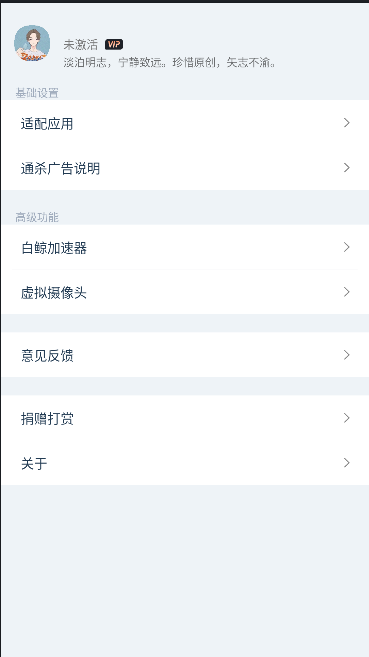 未激活 VIP
淡泊明志，宁静致远。珍惜原创，矢志不渝。
基础设置
适配应用
通杀广告说明
高级功能
白鲸加速器
虚拟摄像头
意见反馈
捐赠打赏
关于